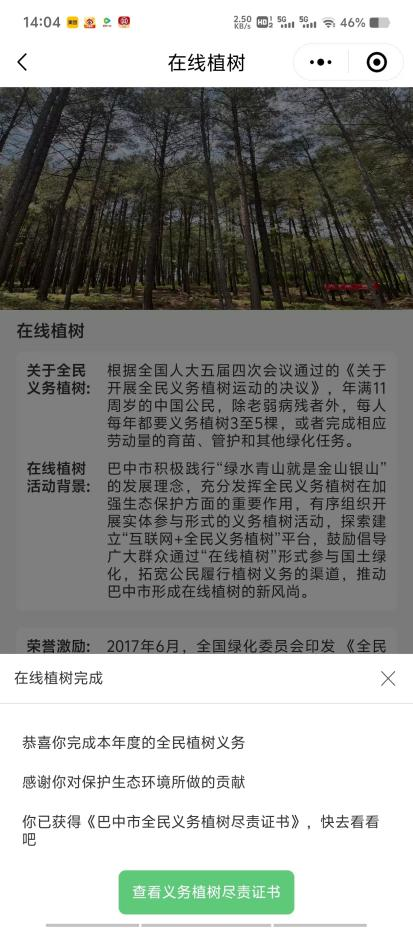 14:04
2.50 KB/S HD 5G 5G 46%
在线植树
在线植树
关于全民 根据全国人大五届四次会议通过的《关于
义务植树: 开展全民义务植树运动的决议》，年满11
周岁的中国公民，除老弱病残者外，每人
每年都要义务植树3至5棵，或者完成相应
劳动量的育苗、管护和其他绿化任务。
在线植树 巴中市积极践行“绿水青山就是金山银山”
活动背景: 的发展理念，充分发挥全民义务植树在加
强生态保护方面的重要作用，有序组织开
展实体参与形式的义务植树活动，探索建
立“互联网+全民义务植树”平台，鼓励倡导
广大群众通过“在线植树”形式参与国土绿
化，拓宽公民履行植树义务的渠道，推动
巴中市形成在线植树的新风尚。
荣誉激励: 2017年6月，全国绿化委员会印发《全民
在线植树完成
恭喜你完成本年度的全民植树义务
感谢你对保护生态环境所做的贡献
你已获得《巴中市全民义务植树尽责证书》，快去看看
吧
查看义务植树尽责证书